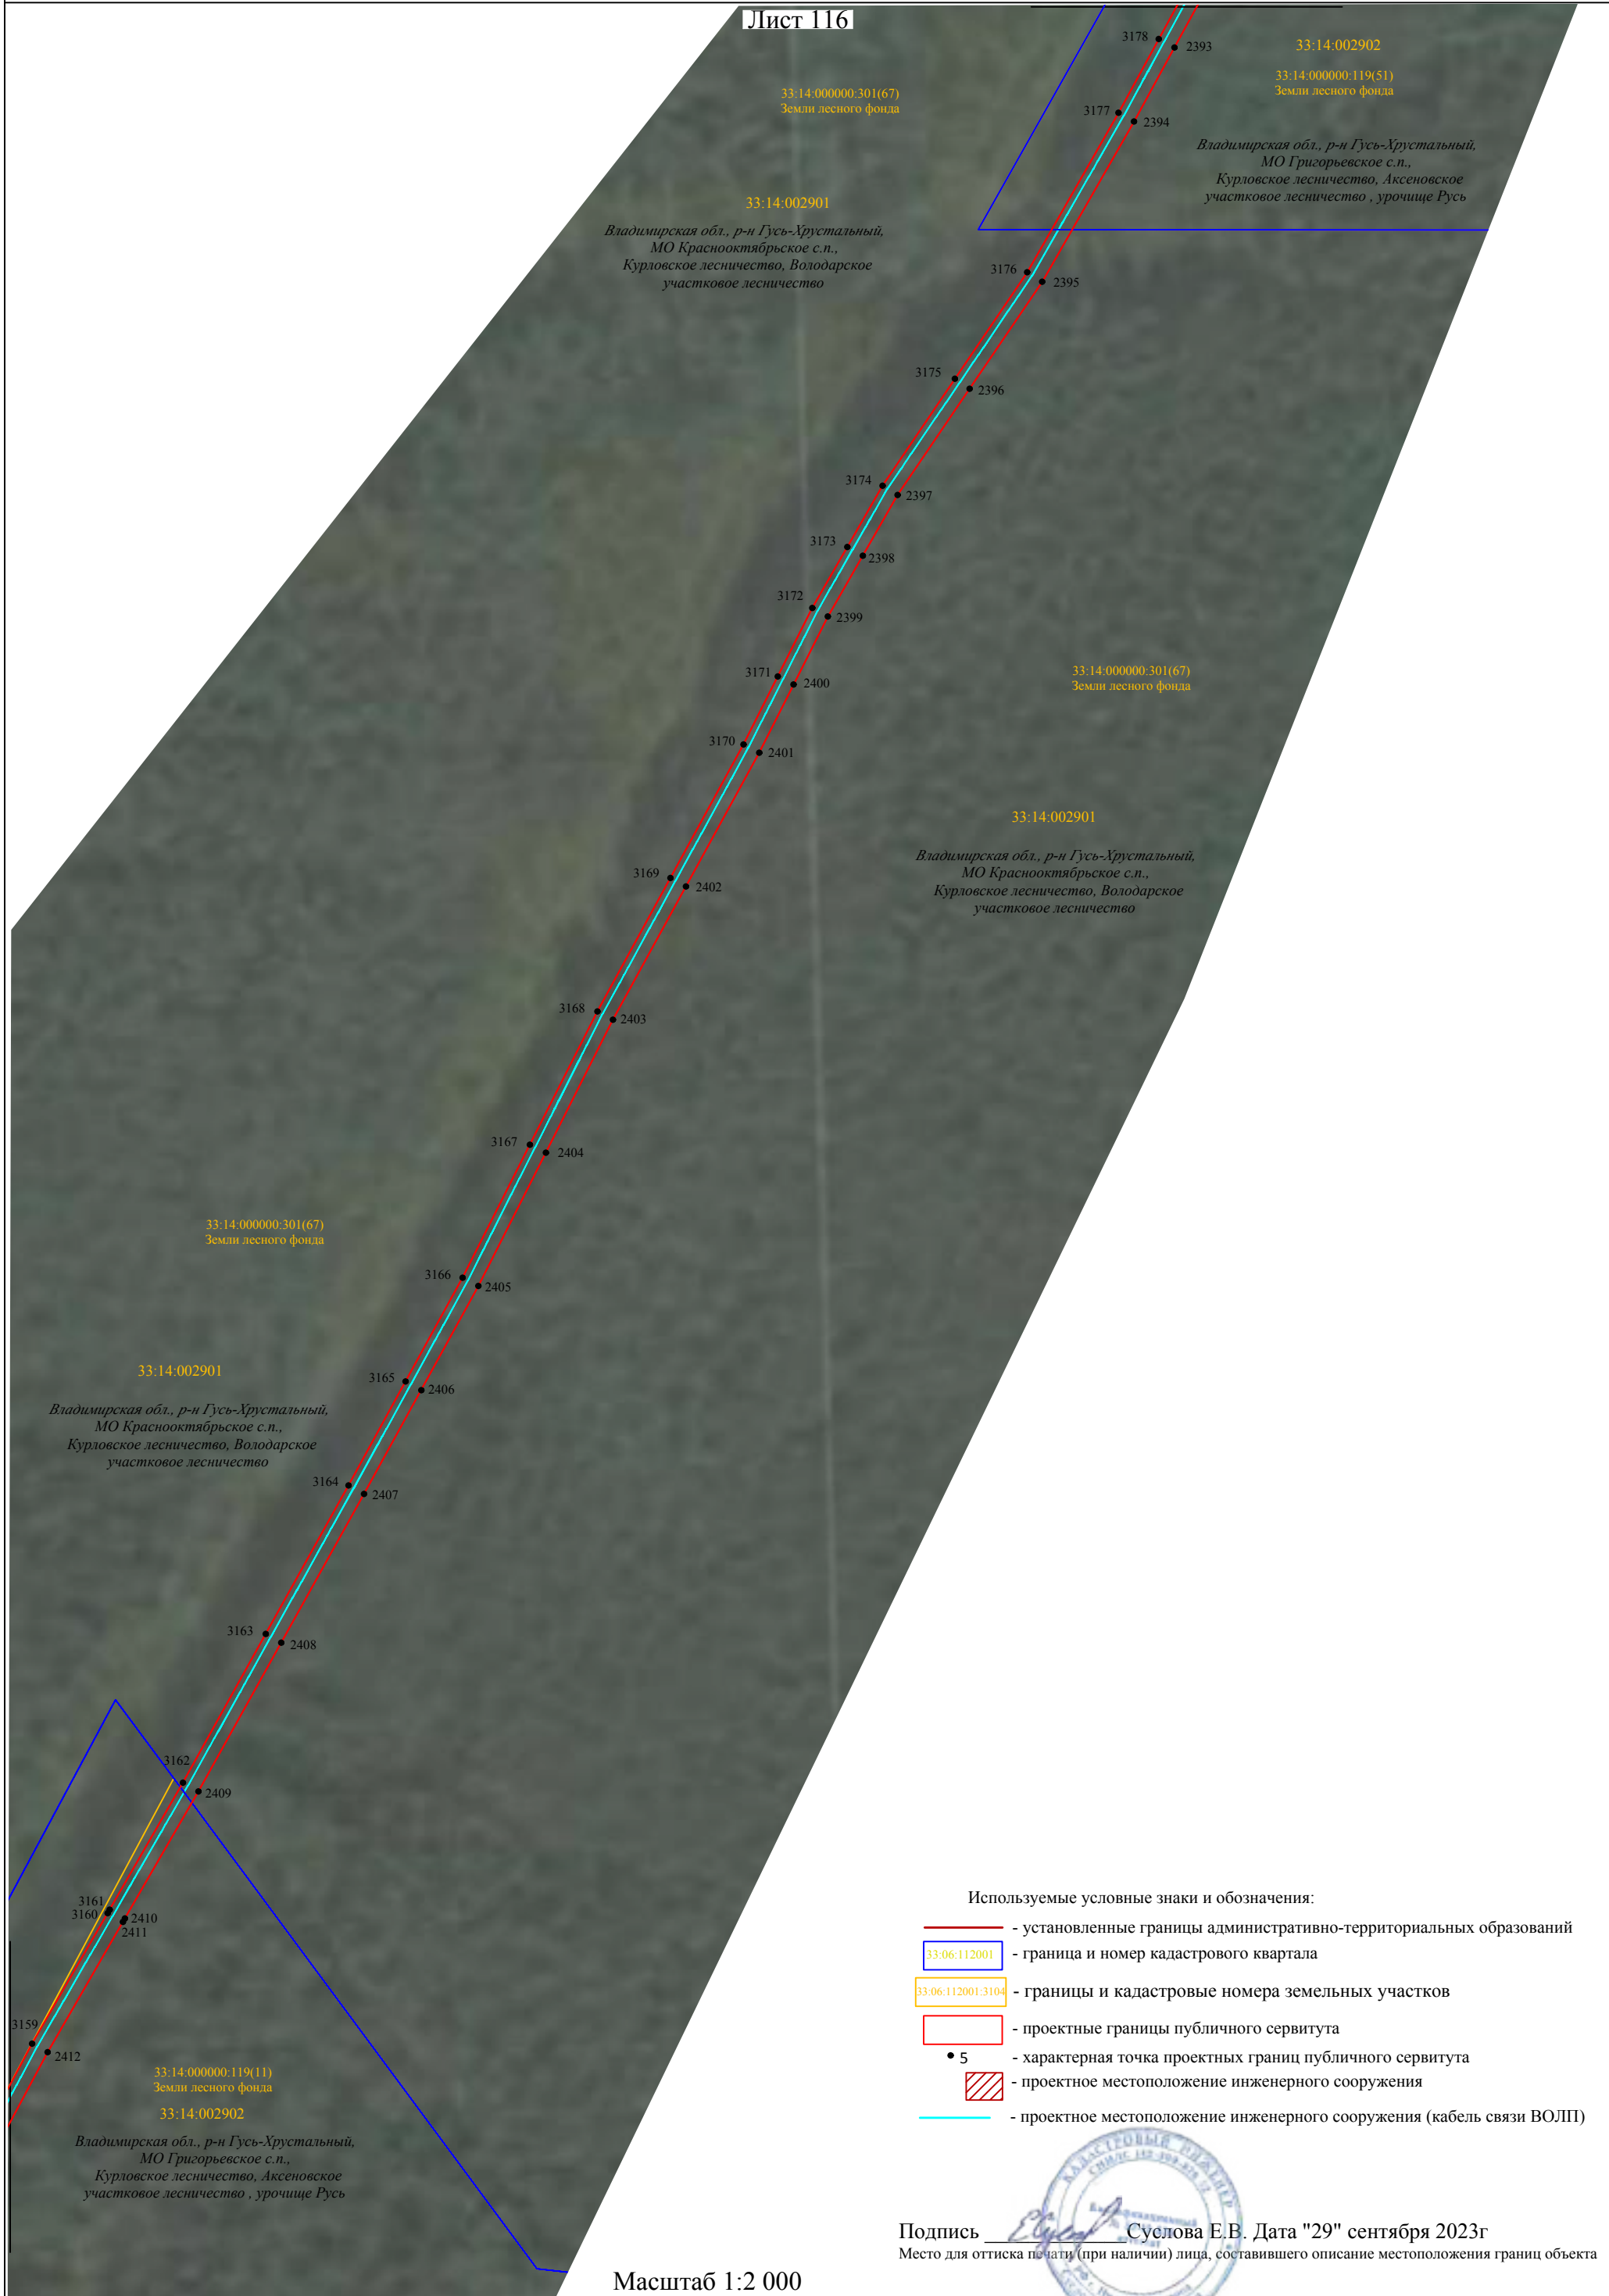 Лист 116
3178
2393
33:14:002902
33:14:000000:119(51)
Земли лесного фонда
33:14:000000:301(67)
Земли лесного фонда
3177
2394
Владимирская обл., р-н Гусь-Хрустальный,
МО Григорьевское с.п.,
Курловское лесничество, Аксеновское
участковое лесничество , урочище Русь
33:14:002901
Владимирская обл., р-н Гусь-Хрустальный,
МО Краснооктябрьское с.п.,
Курловское лесничество, Володарское
участковое лесничество
3176
2395
3175
2396
3174
2397
3173
2398
3172
2399
3171
2400
33:14:000000:301(67)
Земли лесного фонда
3170
2401
33:14:002901
Владимирская обл., р-н Гусь-Хрустальный,
МО Краснооктябрьское с.п.,
Курловское лесничество, Володарское
участковое лесничество
3169
2402
3168
2403
3167
2404
33:14:000000:301(67)
Земли лесного фонда
3166
2405
33:14:002901
3165
2406
Владимирская обл., р-н Гусь-Хрустальный,
МО Краснооктябрьское с.п.,
Курловское лесничество, Володарское
участковое лесничество
3164
2407
3163
2408
3162
2409
3161
3160
2410
2411
3159
2412
33:14:000000:119(11)
Земли лесного фонда
33:14:002902
Владимирская обл., р-н Гусь-Хрустальный,
МО Григорьевское с.п.,
Курловское лесничество, Аксеновское
участковое лесничество , урочище Русь
Используемые условные знаки и обозначения:
- установленные границы административно-территориальных образований
33:06:112001 - граница и номер кадастрового квартала
33:06:112001:3104 - границы и кадастровые номера земельных участков
- проектные границы публичного сервитута
5 - характерная точка проектных границ публичного сервитута
- проектное местоположение инженерного сооружения
- проектное местоположение инженерного сооружения (кабель связи ВОЛП)
КАДАСТРОВЫЙ ИНЖЕНЕР
Подпись Суслова Е.В. Дата "29" сентября 2023г
Место для оттиска печати (при наличии) лица, составившего описание местоположения границ объекта
Масштаб 1:2 000